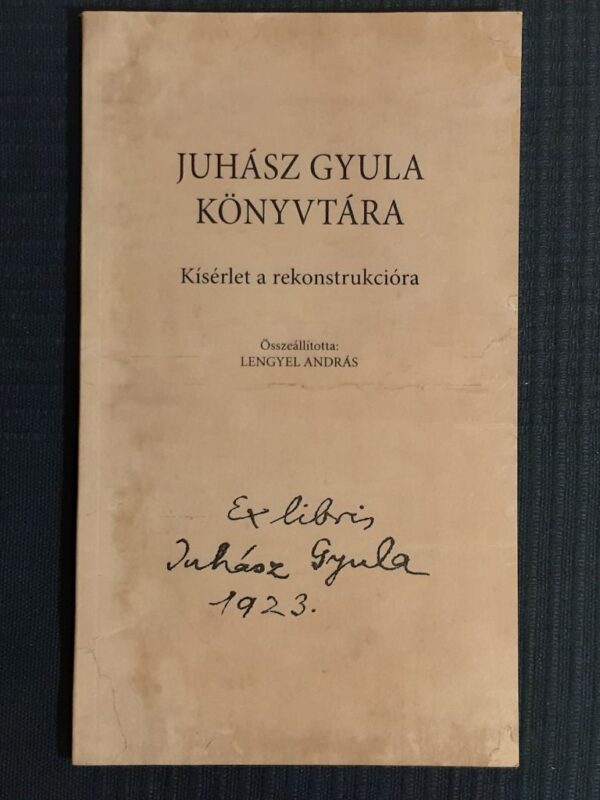 JUHÁSZ GYULA
KÖNYVTÁRA
Kísérlet a rekonstrukcióra
Összeállította:
LENGYEL ANDRÁS
Ex libris
Juhász Gyula
1923.